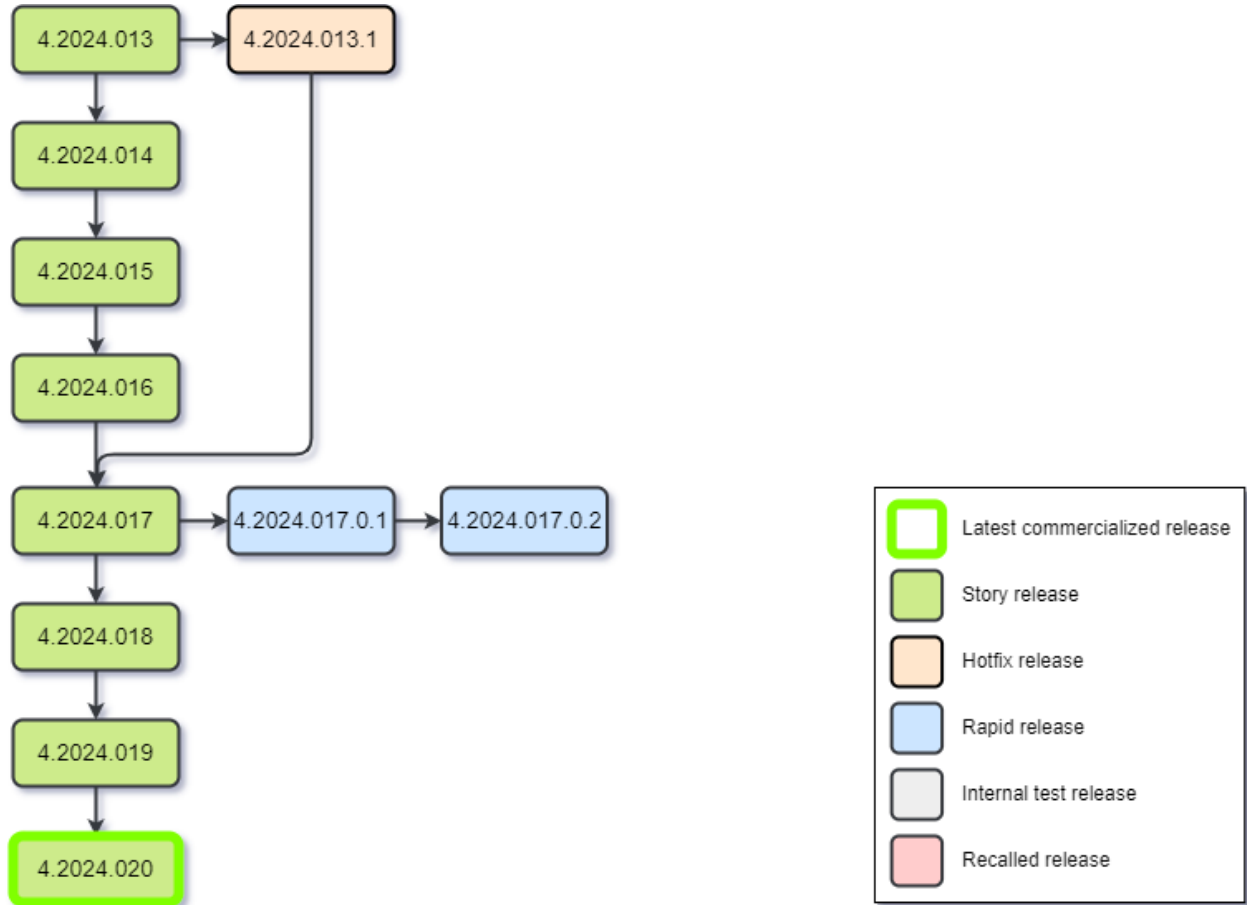 4.2024.013
4.2024.013.1
4.2024.014
4.2024.015
4.2024.016
4.2024.017
4.2024.017.0.1
4.2024.017.0.2
4.2024.018
4.2024.019
4.2024.020
Latest commercialized release
Story release
Hotfix release
Rapid release
Internal test release
Recalled release